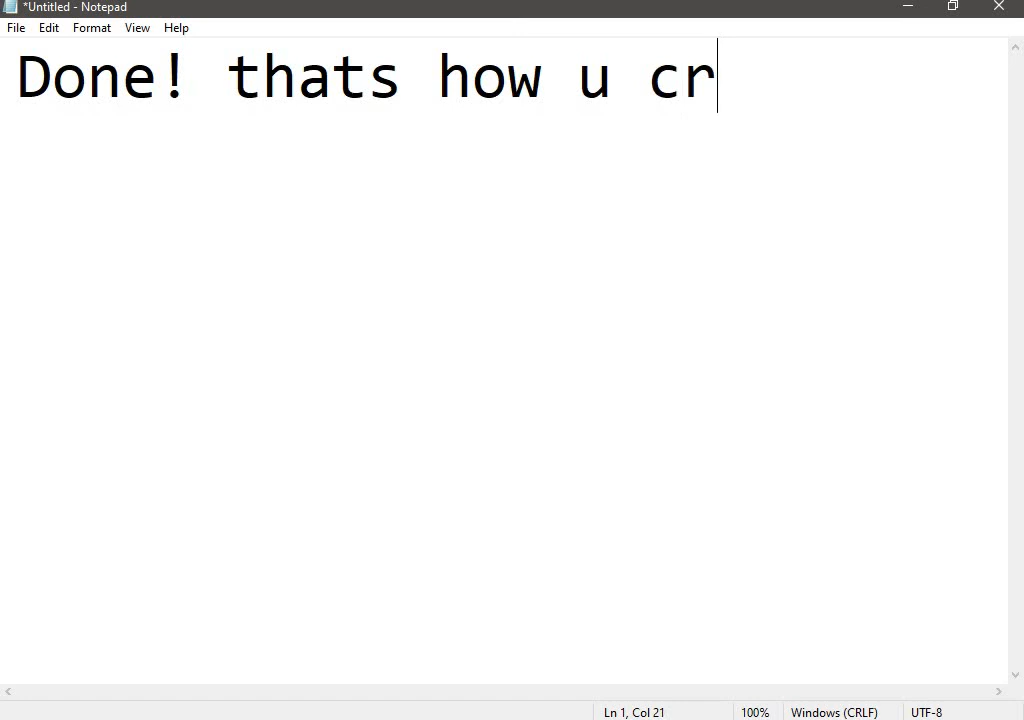 *Untitled - Notepad
File Edit Format View Help
Done! thats how u cr
Ln 1, Col 21 100% Windows (CRLF) UTF-8